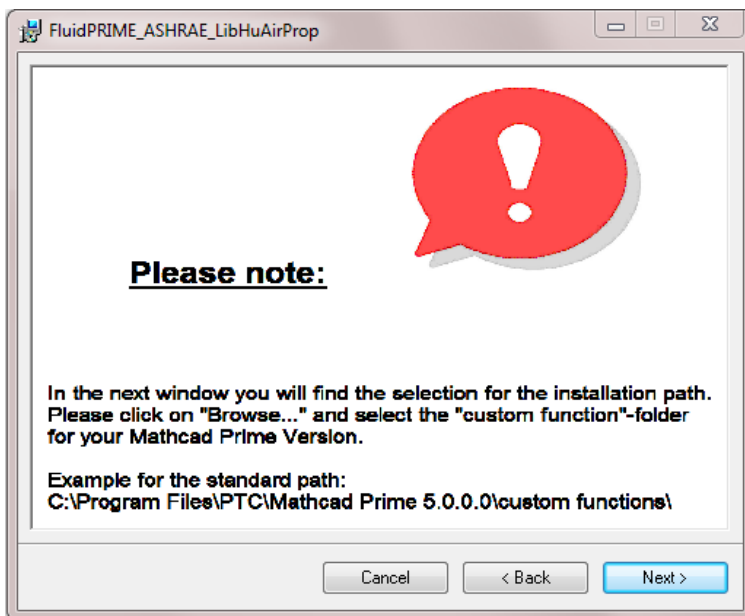 FluidPRIME_ASHRAE_LibHuAirProp
Please note:
In the next window you will find the selection for the installation path.
Please click on "Browse..." and select the "custom function"-folder
for your Mathcad Prime Version.
Example for the standard path:
C:\Program Files\PTC\Mathcad Prime 5.0.0.0\custom functions\
Cancel
< Back
Next >